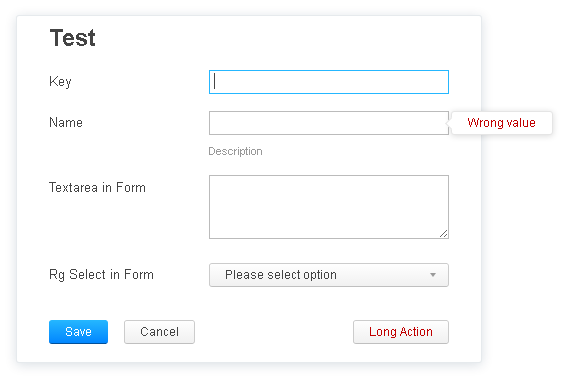 Test
Key
Name
Wrong value
Description
Textarea in Form
Rg Select in Form
Please select option
Save
Cancel
Long Action